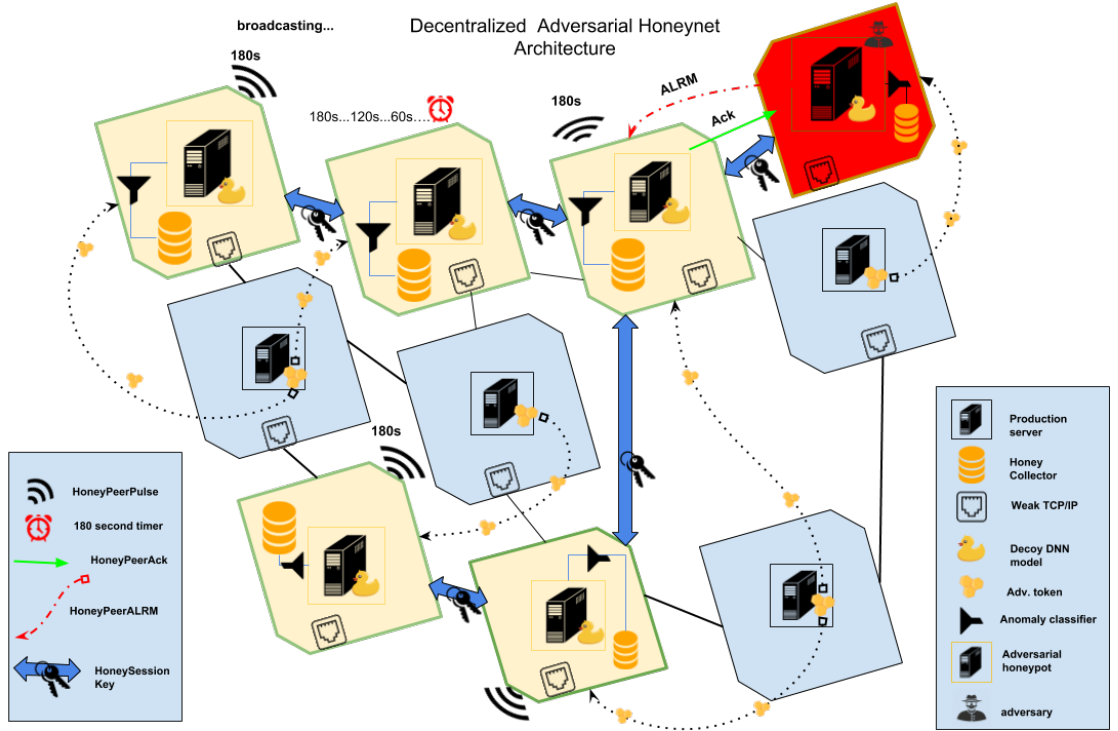 broadcasting...
Decentralized Adversarial Honeynet
Architecture
180s
180s...120s...60s....
180s
ALRM
Ack
180s
HoneyPeerPulse
180 second timer
HoneyPeerAck
HoneyPeerALRM
HoneySession
Key
Production
server
Honey
Collector
Weak TCP/IP
Decoy DNN
model
Adv. token
Anomaly classifier
Adversarial
honeypot
adversary